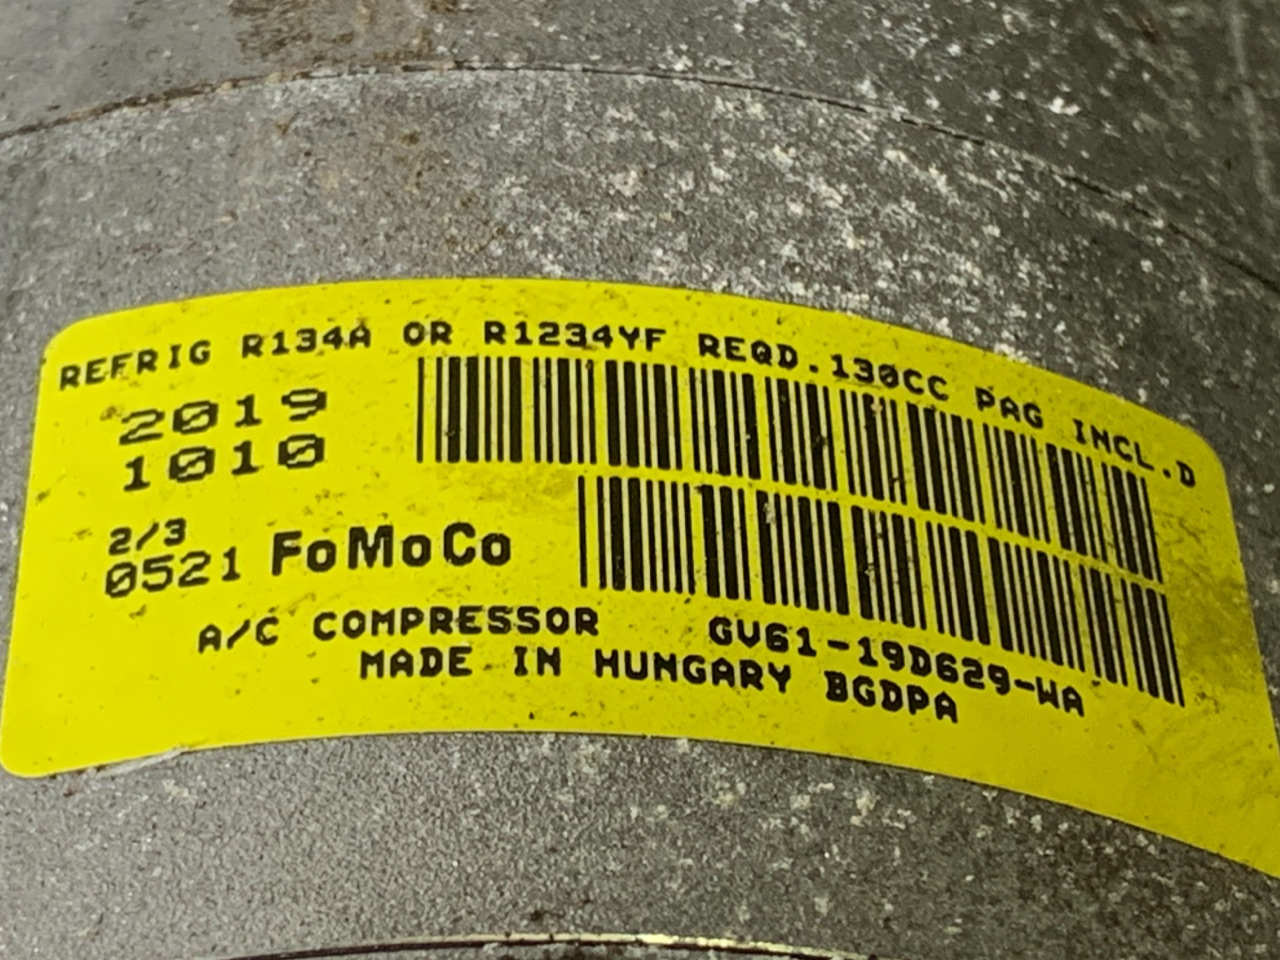 REFRIG R134A OR R1234YF REQD.130CC PAG INCL.D
2019
1010
2/3
0521 FoMoCo
A/C COMPRESSOR GV61-19D629-WA
MADE IN HUNGARY BGDPA